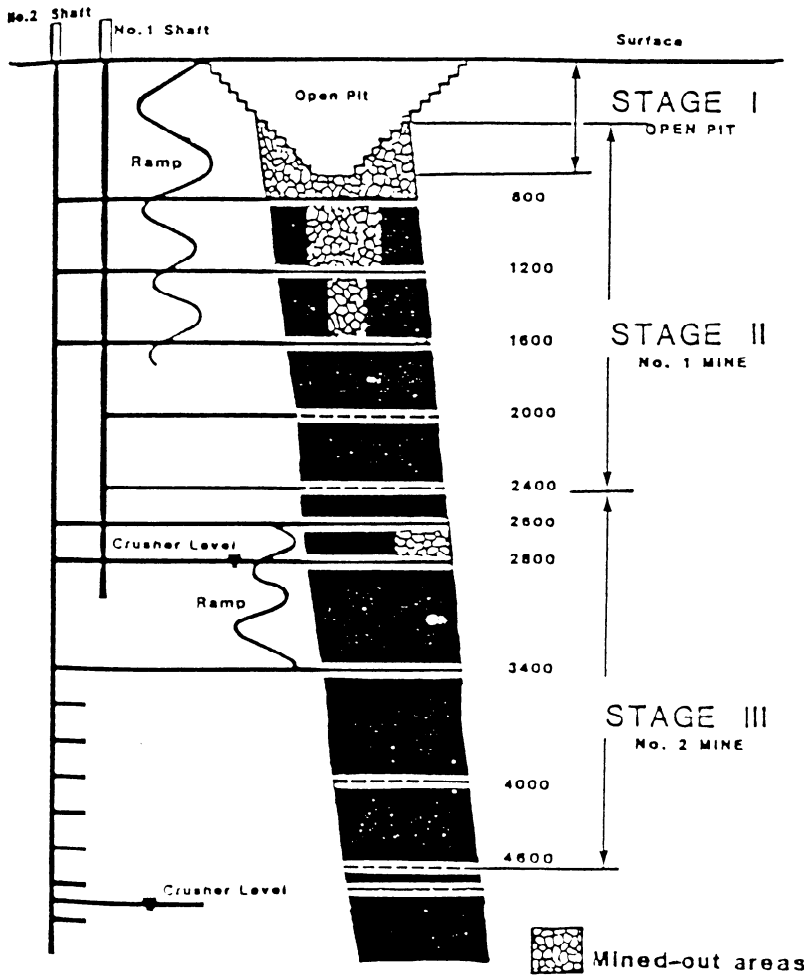 No.2 Shaft
No.1 Shaft
Surface
Open Pit
STAGE I
OPEN PIT
Ramp
800
1200
1600
STAGE II
No. 1 MINE
2000
2400
2600
Crusher Level
2800
Ramp
3400
STAGE III
No. 2 MINE
4000
4600
Crusher Level
Mined-out areas